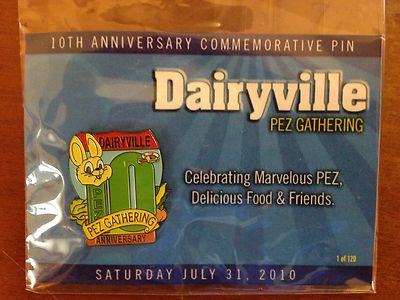 10TH ANNIVERSARY COMMEMORATIVE PIN
Dairyville
PEZ GATHERING
DAIRYVILLE
10
PEZ GATHERING
ANNIVERSARY
Celebrating Marvelous PEZ,
Delicious Food & Friends.
1 of 120
SATURDAY JULY 31, 2010